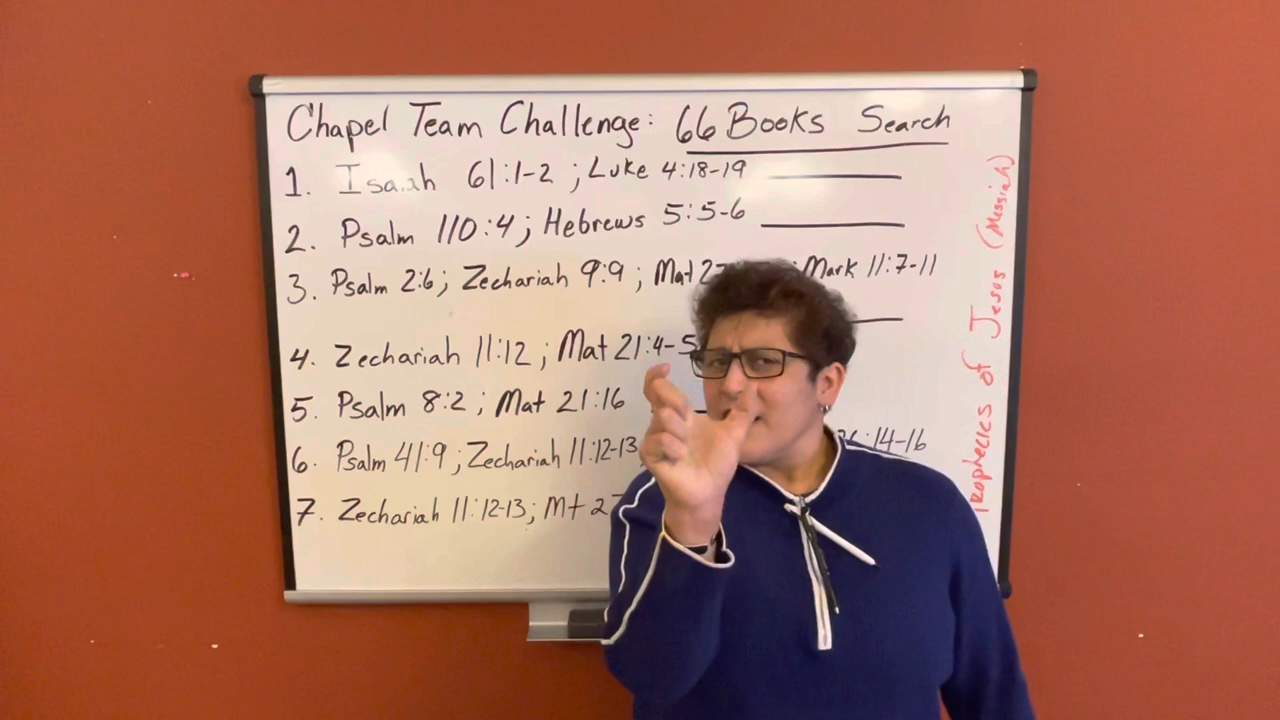 Chapel Team Challenge: 66 Books Search
1. Isaiah 61:1-2 ; Luke 4:18-19
2. Psalm 110:4; Hebrews 5:5-6
3. Psalm 2:6; Zechariah 9:9 ; Mat 2 ; Mark 11:7-11
4. Zechariah 11:12 ; Mat 21:4-5
5. Psalm 8:2 ; Mat 21:16
6. Psalm 41:9 ; Zechariah 11:12-13 :14-16
7. Zechariah 11:12-13; Mt 2
Prophecies of Jesus (Messiah)